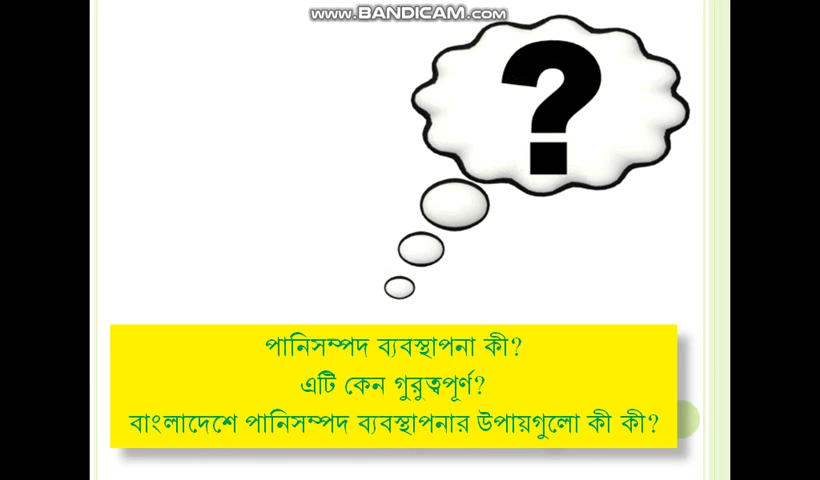 www.BANDICAM.com
?
পানিসম্পদ ব্যবস্থাপনা কী?
এটি কেন গুরুত্বপূর্ণ?
বাংলাদেশে পানিসম্পদ ব্যবস্থাপনার উপায়গুলো কী কী?